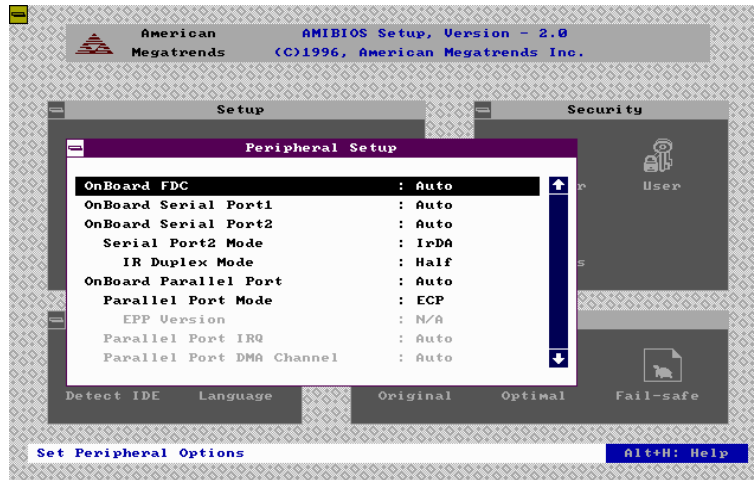 American AMIBIOS Setup, Version - 2.0
Megatrends (C)1996, American Megatrends Inc.
Setup
Security
Peripheral Setup
OnBoard FDC : Auto
OnBoard Serial Port1 : Auto
OnBoard Serial Port2 : Auto
Serial Port2 Mode : IrDA
IR Duplex Mode : Half
OnBoard Parallel Port : Auto
Parallel Port Mode : ECP
EPP Version : N/A
Parallel Port IRQ : Auto
Parallel Port DMA Channel : Auto
User
Detect IDE Language Original Optimal Fail-safe
Set Peripheral Options Alt+H: Help